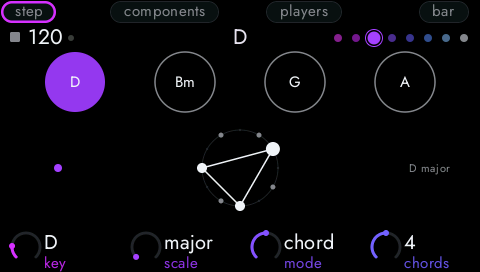 step components players bar
120 D
D Bm G A
D major
D major chord 4
key scale mode chords